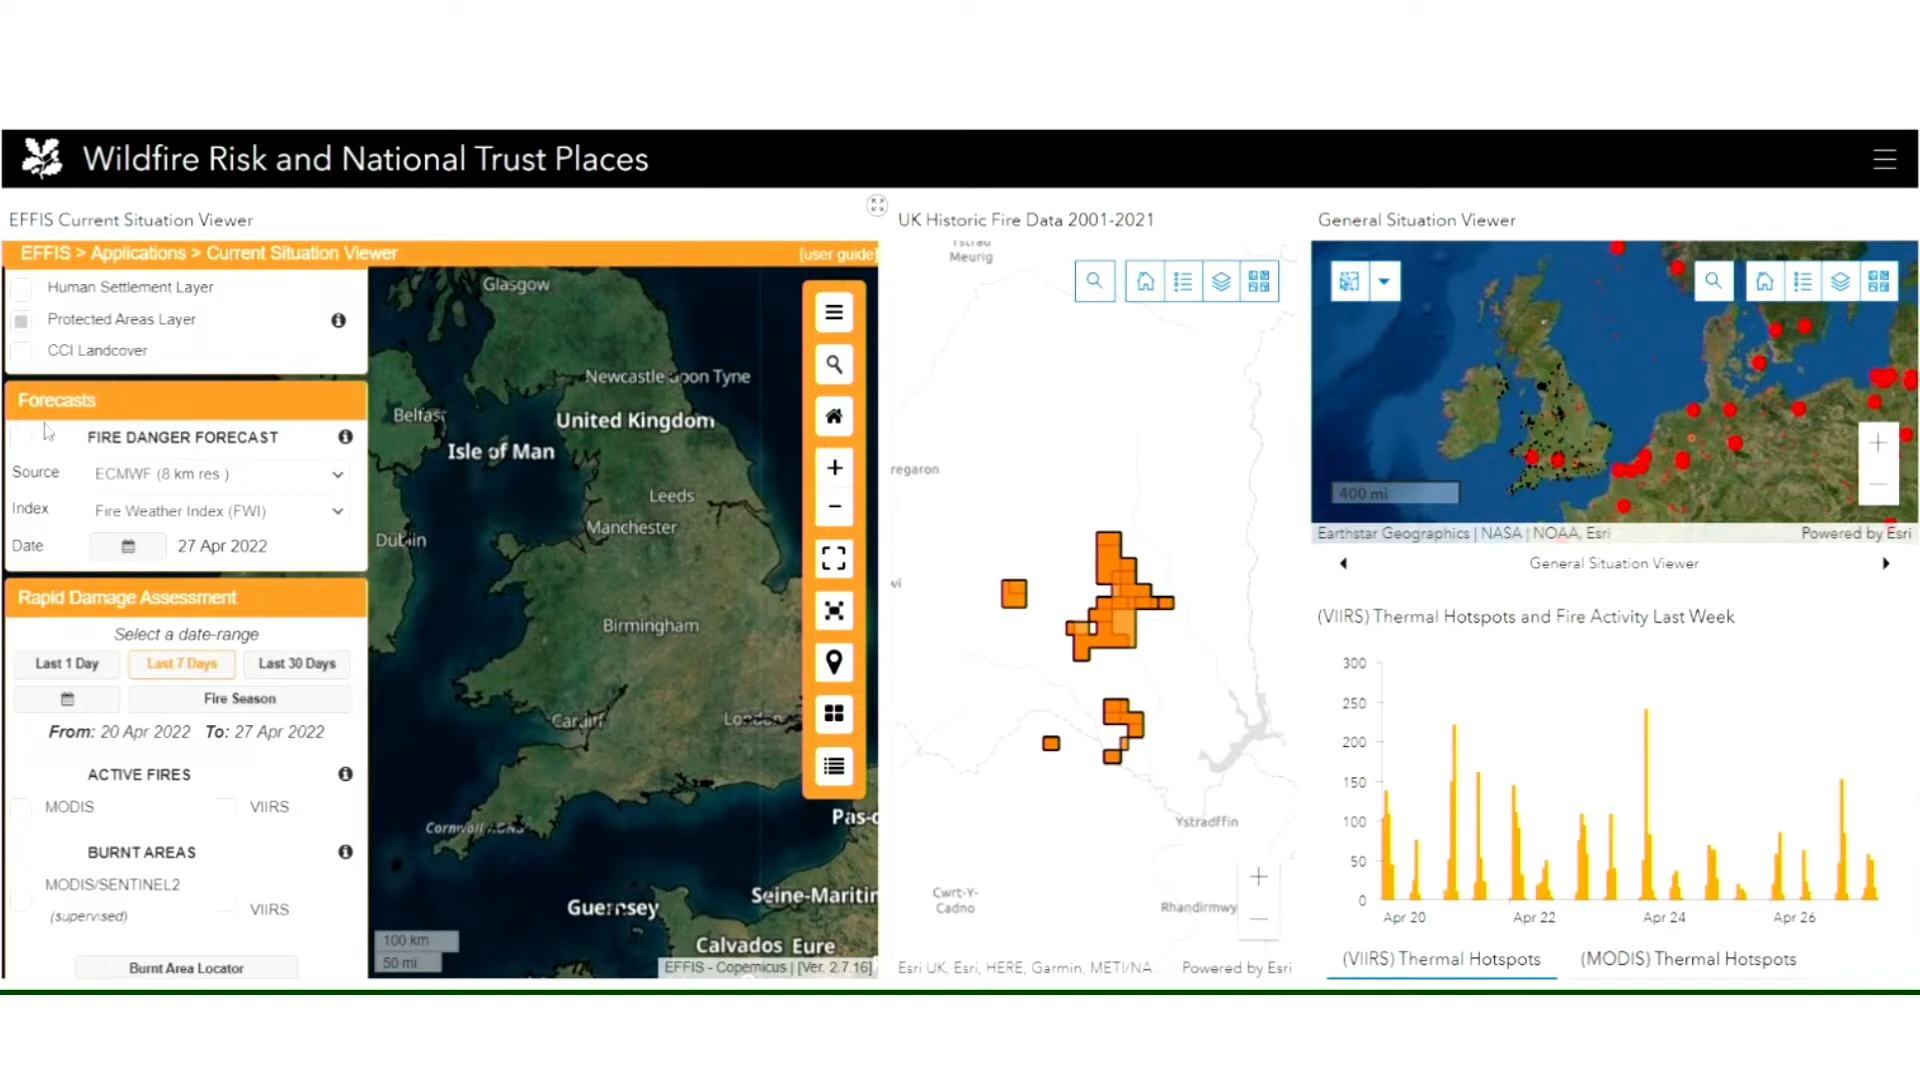 Wildfire Risk and National Trust Places
EFFIS Current Situation Viewer
EFFIS > Applications > Current Situation Viewer
[user guide]
Human Settlement Layer
Protected Areas Layer
CCI Landcover
Forecasts
FIRE DANGER FORECAST
Source
ECMWF (8 km res )
Index
Fire Weather Index (FWI)
Date
27 Apr 2022
Rapid Damage Assessment
Select a date-range
Last 1 Day
Last 7 Days
Last 30 Days
Fire Season
From: 20 Apr 2022 To: 27 Apr 2022
ACTIVE FIRES
MODIS
VIIRS
BURNT AREAS
MODIS/SENTINEL2
(supervised)
VIIRS
Burnt Area Locator
Glasgow
Newcastle upon Tyne
Belfast
United Kingdom
Isle of Man
Leeds
Manchester
Dublin
Birmingham
Cardiff
London
Cornwall
Pas-d
Guernsey
Seine-Maritim
Calvados
Eure
100 km
50 mi
EFFIS - Copernicus | [Ver. 2.7.16]
UK Historic Fire Data 2001-2021
Meurig
regaron
wi
Ystradffin
Cwrt-Y-
Cadno
Rhandirmwy
Esri UK, Esri, HERE, Garmin, METI/NA...
Powered by Esri
General Situation Viewer
400 mi
Earthstar Geographics | NASA | NOAA, Esri
Powered by Esri
General Situation Viewer
(VIIRS) Thermal Hotspots and Fire Activity Last Week
300
250
200
150
100
50
0
Apr 20
Apr 22
Apr 24
Apr 26
(VIIRS) Thermal Hotspots
(MODIS) Thermal Hotspots